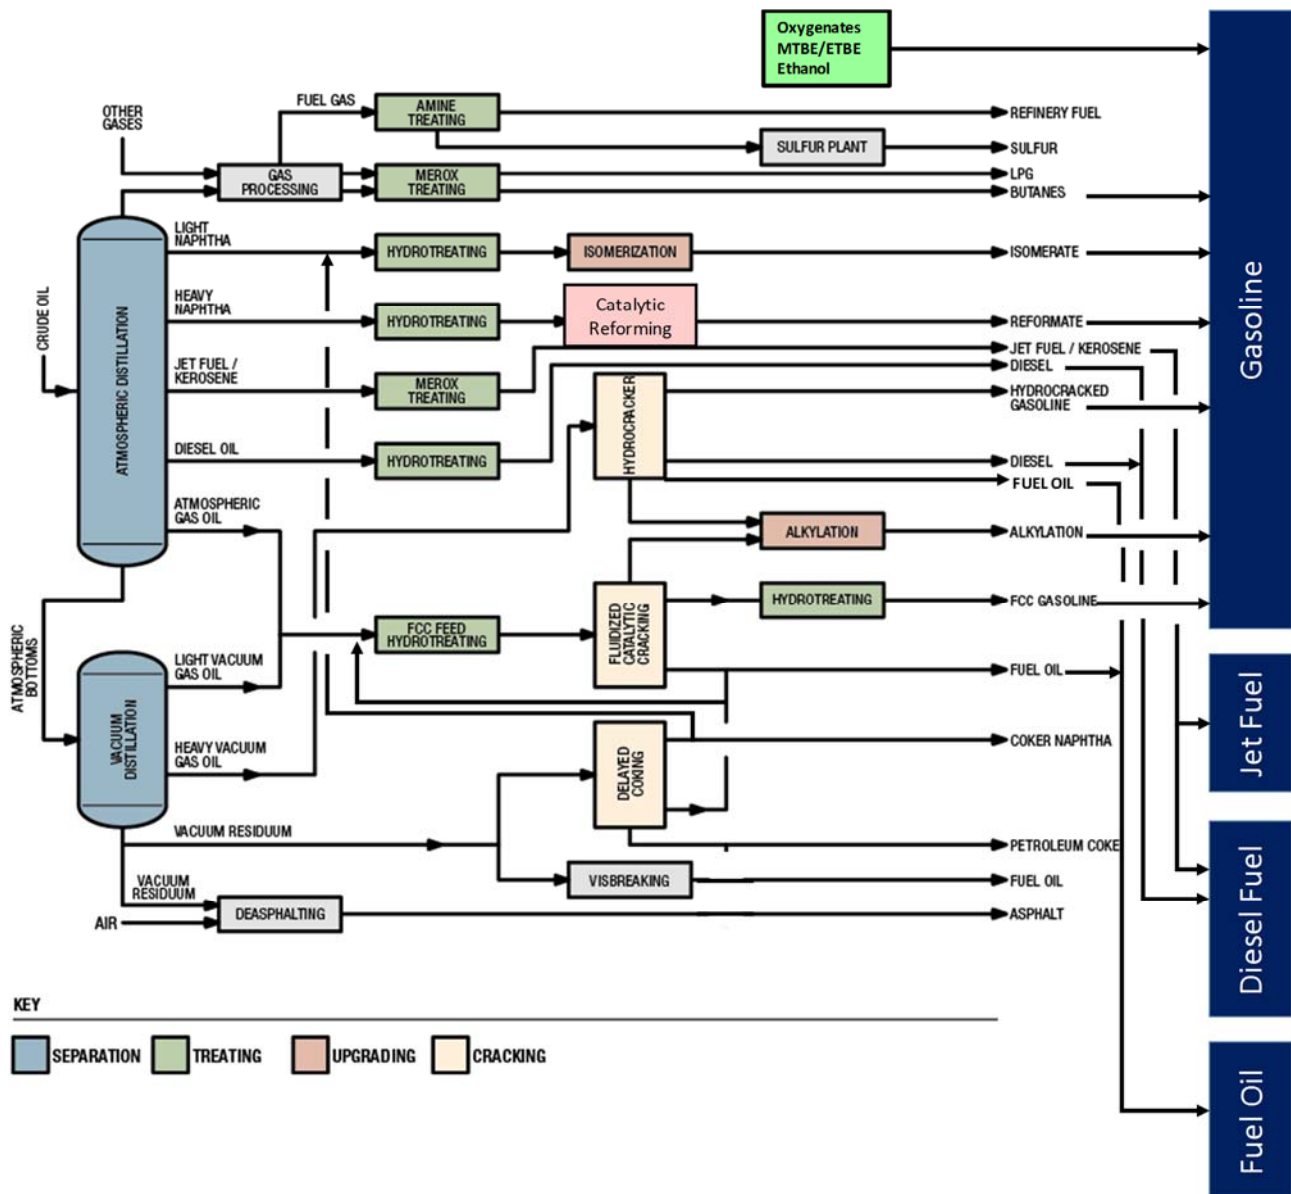 Oxygenates
MTBE/ETBE
Ethanol
OTHER
GASES
FUEL GAS
AMINE
TREATING
REFINERY FUEL
SULFUR PLANT
SULFUR
GAS
PROCESSING
MEROX
TREATING
LPG
BUTANES
LIGHT
NAPHTHA
HYDROTREATING
ISOMERIZATION
ISOMERATE
HEAVY
NAPHTHA
HYDROTREATING
Catalytic
Reforming
REFORMATE
CRUDE OIL
ATMOSPHERIC DISTILLATION
JET FUEL /
KEROSENE
MEROX
TREATING
JET FUEL / KEROSENE
DIESEL
HYDROCRACKER
HYDROCRACKED
GASOLINE
DIESEL OIL
HYDROTREATING
DIESEL
FUEL OIL
ATMOSPHERIC
GAS OIL
ALKYLATION
ALKYLATION
FLUIDIZED
CATALYTIC
CRACKING
HYDROTREATING
FCC GASOLINE
FCC FEED
HYDROTREATING
ATMOSPHERIC
BOTTOMS
VACUUM
DISTILLATION
LIGHT VACUUM
GAS OIL
FUEL OIL
HEAVY VACUUM
GAS OIL
DELAYED
COKING
COKER NAPHTHA
VACUUM RESIDUUM
PETROLEUM COKE
VISBREAKING
FUEL OIL
VACUUM
RESIDUUM
AIR
DEASPHALTING
ASPHALT
Gasoline
Jet Fuel
Diesel Fuel
Fuel Oil
KEY
SEPARATION
TREATING
UPGRADING
CRACKING